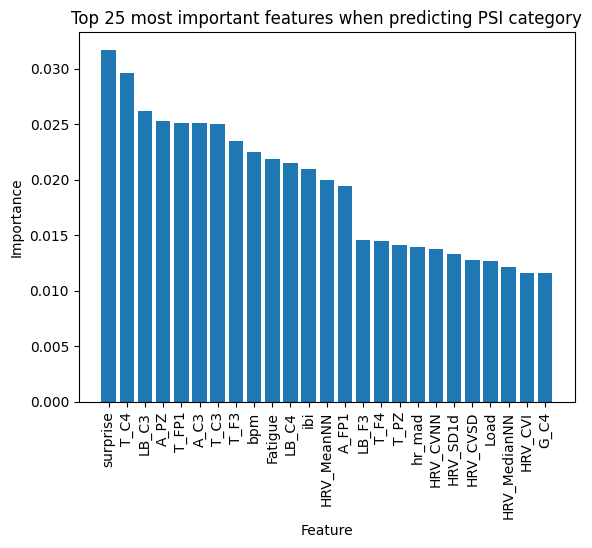 Top 25 most important features when predicting PSI category
Importance
0.030
0.025
0.020
0.015
0.010
0.005
0.000
surprise
T_C4
LB_C3
A_PZ
T_FP1
A_C3
T_C3
T_F3
bpm
Fatigue
LB_C4
ibi
HRV_MeanNN
A_FP1
LB_F3
T_F4
T_PZ
hr_mad
HRV_CVNN
HRV_SD1d
HRV_CVSD
Load
HRV_MedianNN
HRV_CVI
G_C4
Feature